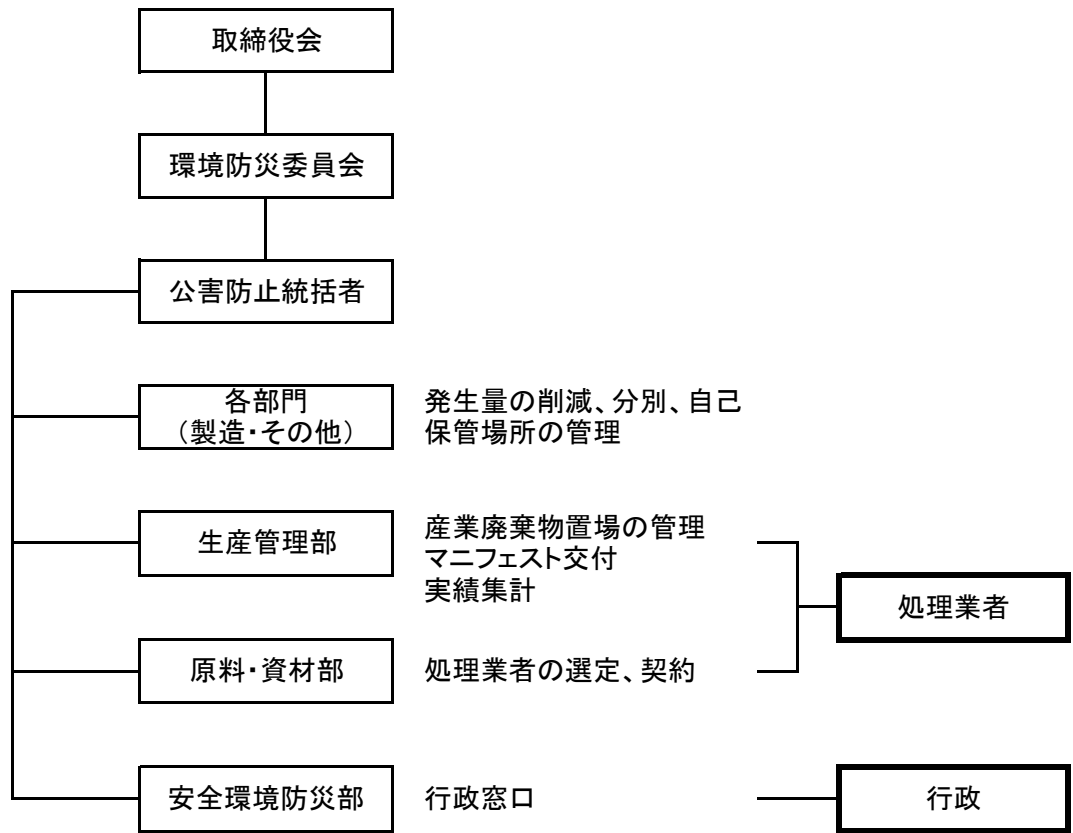 取締役会
環境防災委員会
公害防止統括者
各部門
（製造・その他）
発生量の削減、分別、自己
保管場所の管理
生産管理部
産業廃棄物置場の管理
マニフェスト交付
実績集計
処理業者
原料・資材部
処理業者の選定、契約
安全環境防災部
行政窓口
行政